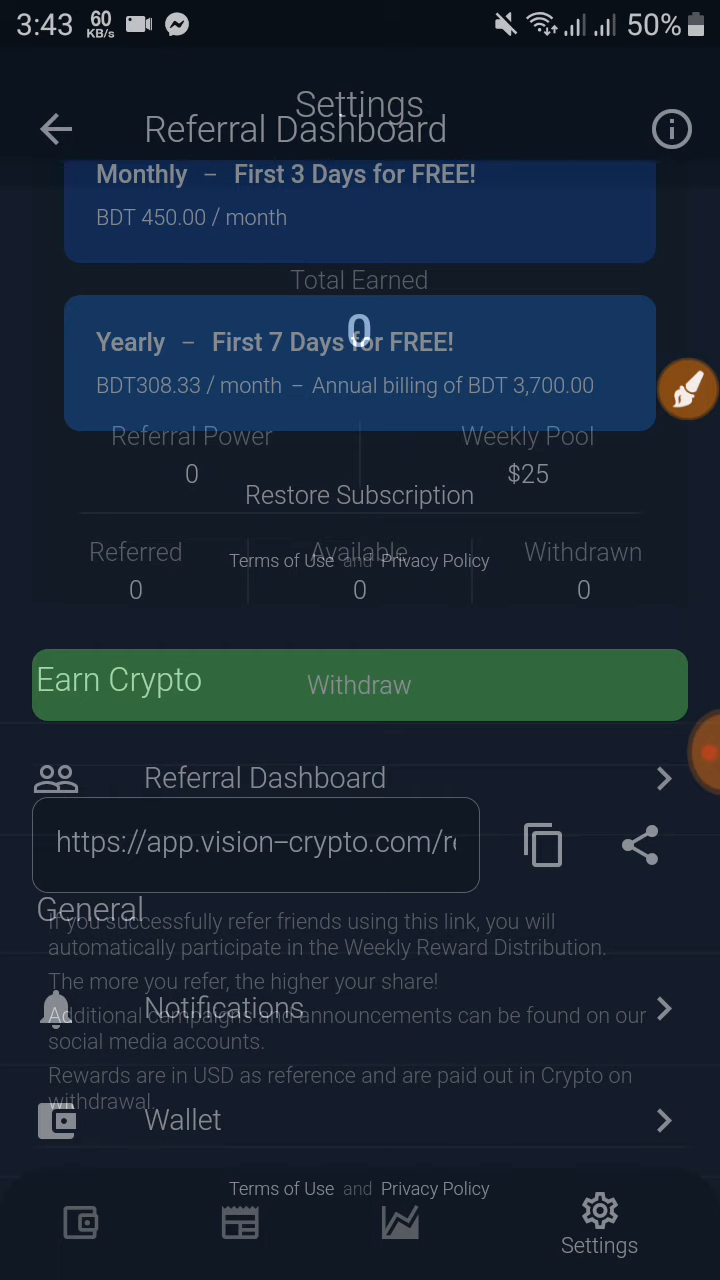 3:43 60 KB/s 50%
Settings
Referral Dashboard
Monthly – First 3 Days for FREE!
BDT 450.00 / month
Total Earned
0
Yearly – First 7 Days for FREE!
BDT308.33 / month – Annual billing of BDT 3,700.00
Referral Power Weekly Pool
0 $25
Restore Subscription
Referred Available Withdrawn
Terms of Use and Privacy Policy
0 0 0
Earn Crypto Withdraw
Referral Dashboard
https://app.vision-crypto.com/re
General
If you successfully refer friends using this link, you will
automatically participate in the Weekly Reward Distribution.
The more you refer, the higher your share!
Notifications
Additional campaigns and announcements can be found on our
social media accounts.
Rewards are in USD as reference and are paid out in Crypto on
withdrawal.
Wallet
Terms of Use and Privacy Policy
Settings